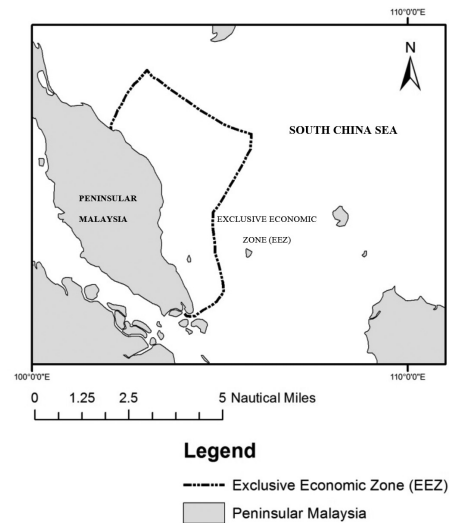 110°0'0"E
N
SOUTH CHINA SEA
PENINSULAR
MALAYSIA
EXCLUSIVE ECONOMIC
ZONE (EEZ)
100°0'0"E
110°0'0"E
0 1.25 2.5 5 Nautical Miles
Legend
Exclusive Economic Zone (EEZ)
Peninsular Malaysia